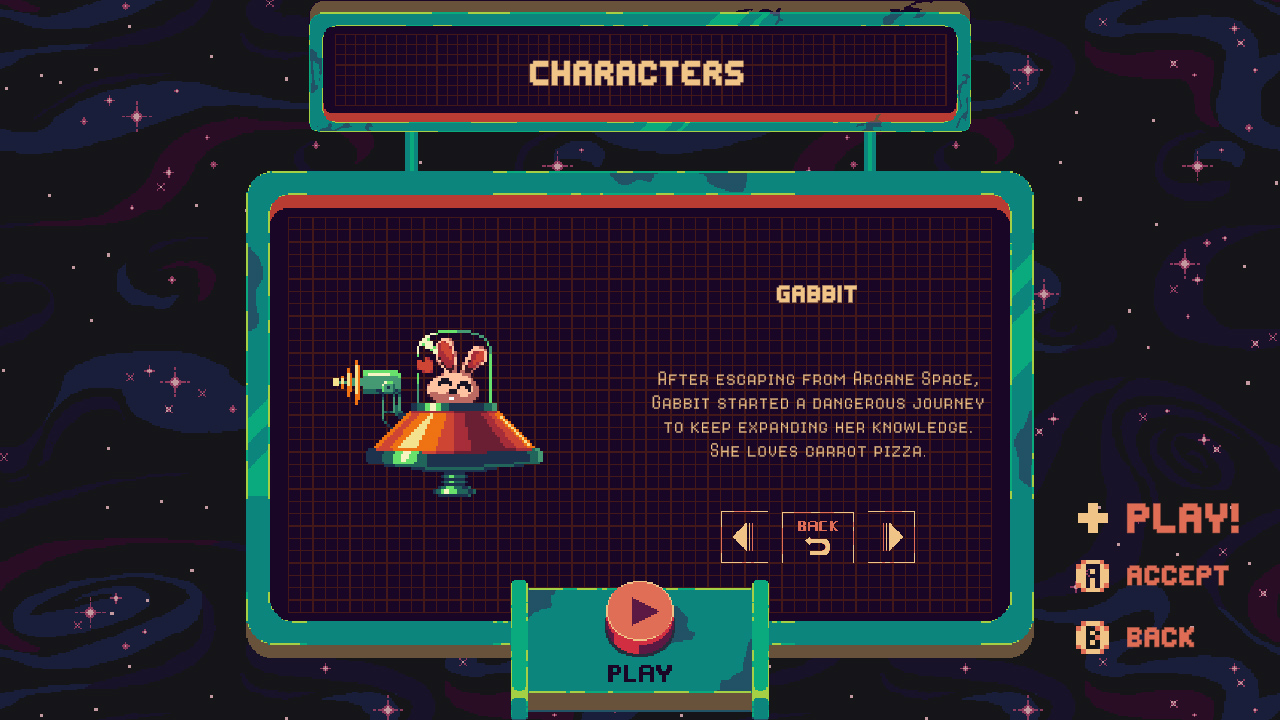 CHARACTERS
GABBIT
After escaping from Arcane Space,
Gabbit started a dangerous journey
to keep expanding her knowledge.
She loves carrot pizza.
BACK
PLAY
+ PLAY!
A ACCEPT
B BACK